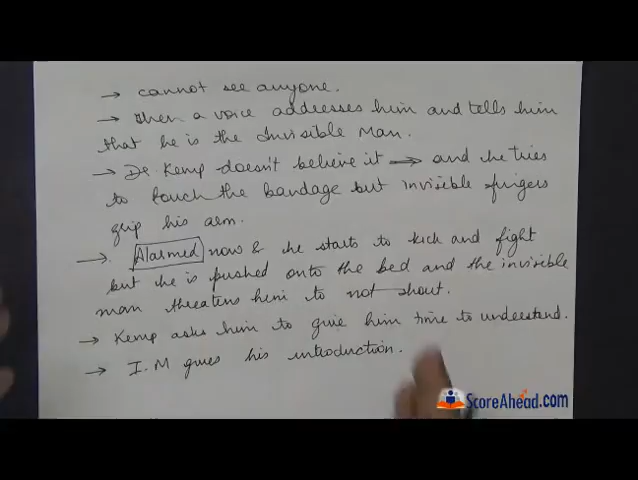 → cannot see anyone.
→ then a voice addresses him and tells him
that he is the Invisible Man.
→ Dr. Kemp doesn't believe it → and he tries
to touch the bandage but invisible fingers
grip his arm.
→ Alarmed now & he starts to kick and fight
but he is pushed onto the bed and the invisible
man threatens him to not shout.
→ Kemp asks him to give him time to understand.
→ I.M gives his introduction.
ScoreAhead.com